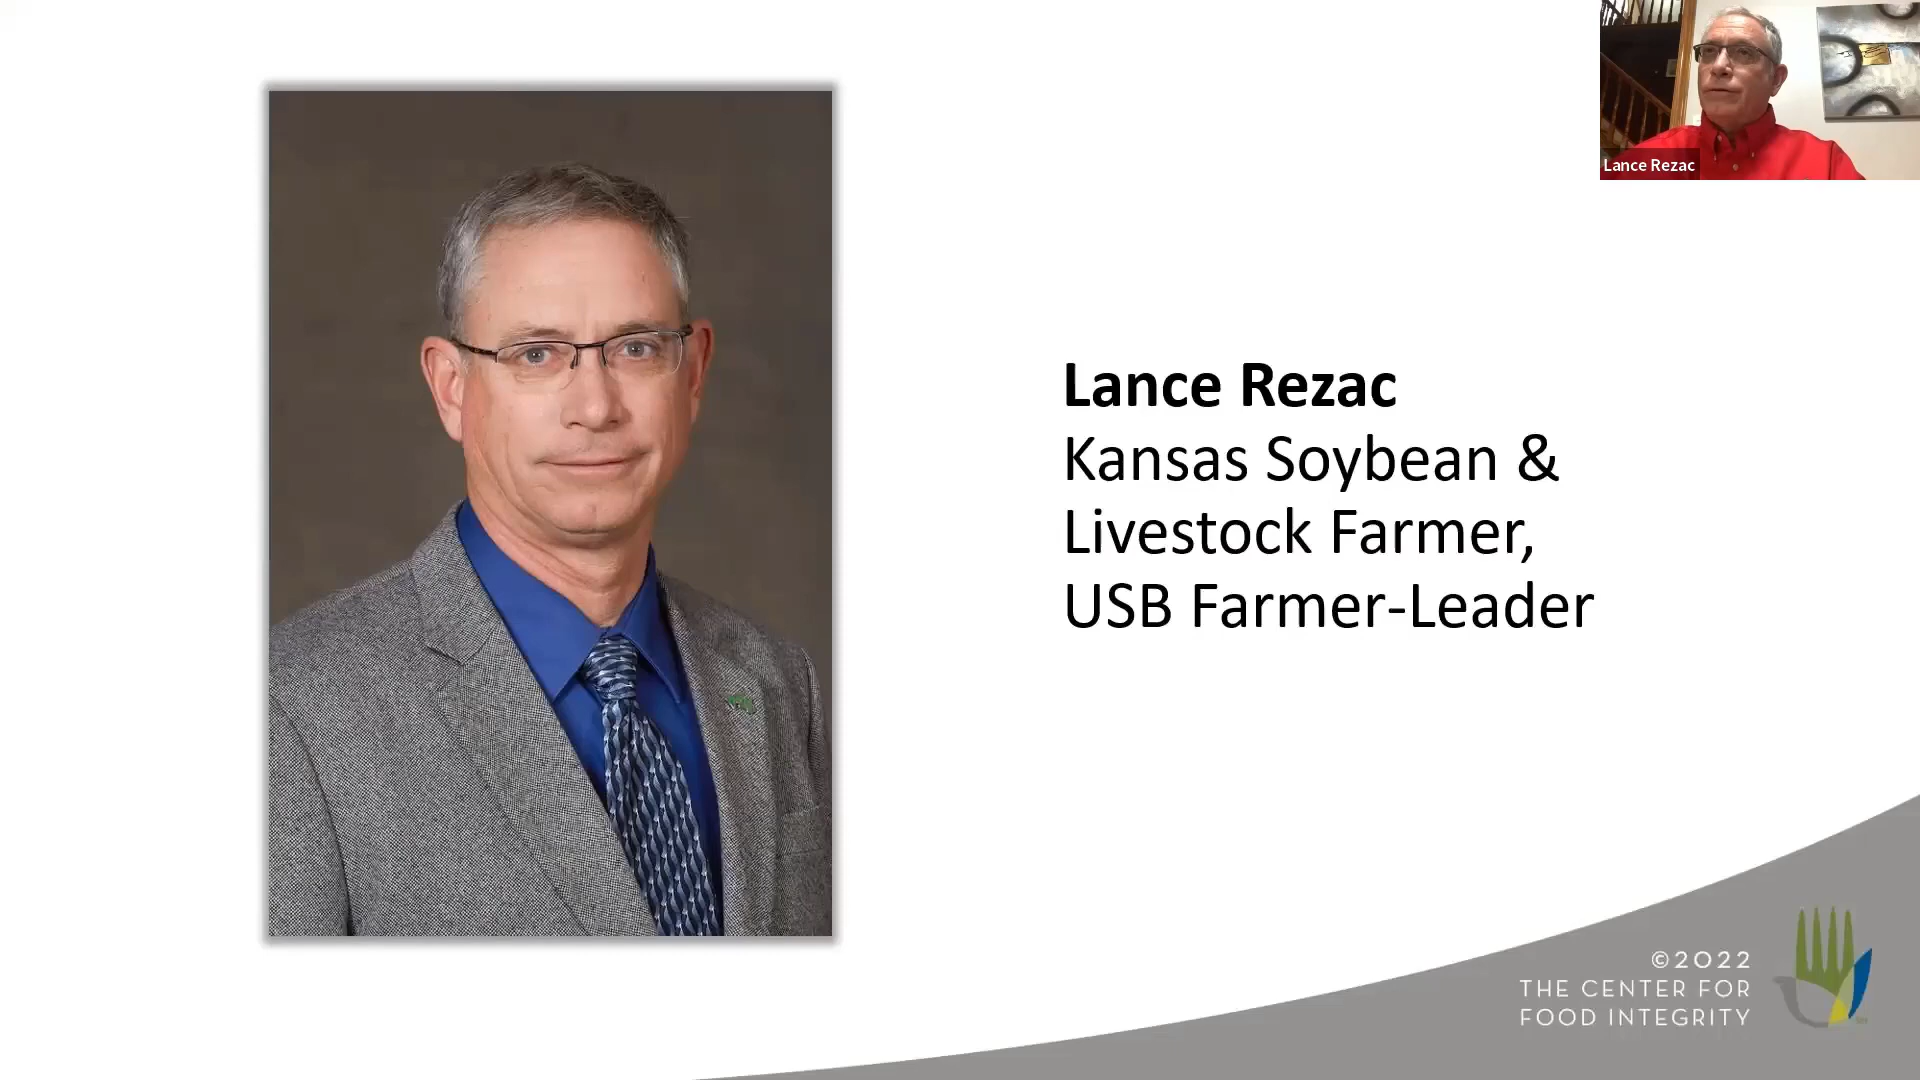 Lance Rezac
Lance Rezac
Kansas Soybean &
Livestock Farmer,
USB Farmer-Leader
©2022
THE CENTER FOR
FOOD INTEGRITY